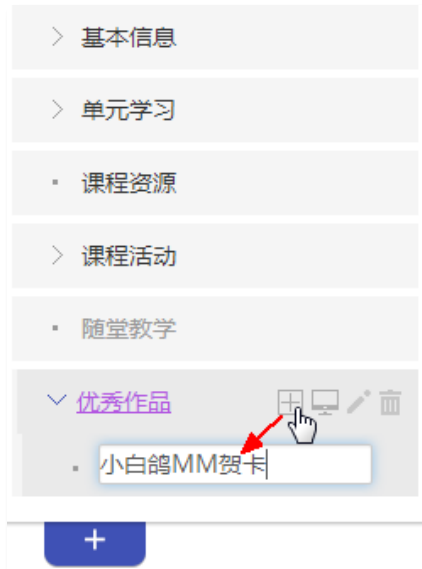 基本信息
单元学习
课程资源
课程活动
随堂教学
优秀作品
小白鸽MM贺卡